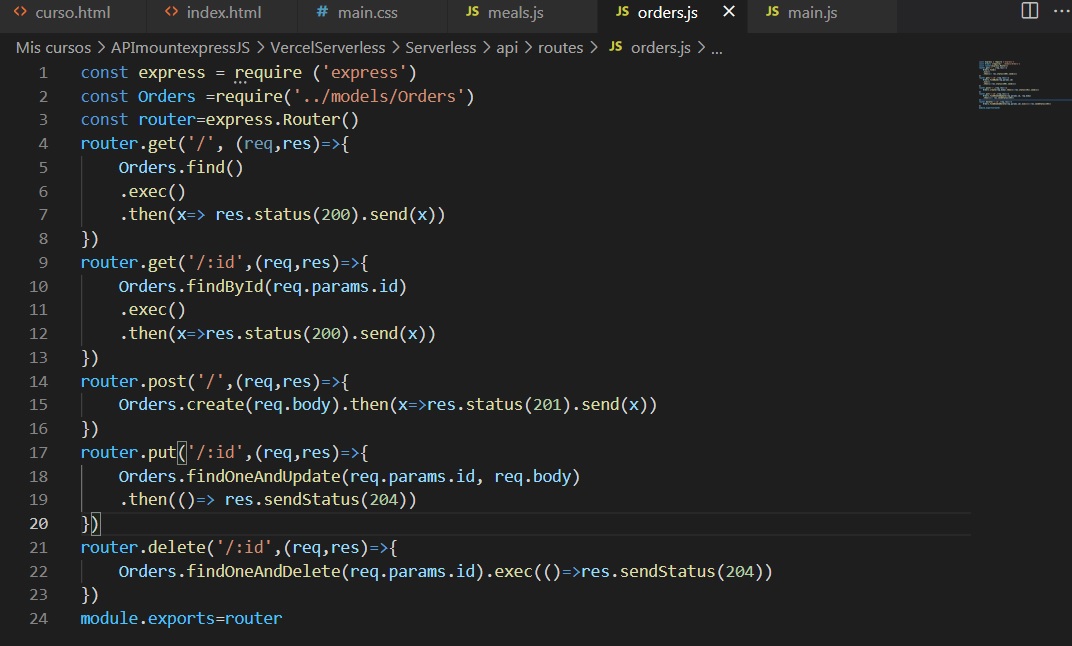 <> curso.html <> index.html # main.css JS meals.js JS orders.js × JS main.js ···
Mis cursos > APImountexpressJS > VercelServerless > Serverless > api > routes > JS orders.js > ...
1 const express = require ('express')
2 const Orders =require('../models/Orders')
3 const router=express.Router()
4 router.get('/', (req,res)=>{
5     Orders.find()
6     .exec()
7     .then(x=> res.status(200).send(x))
8 })
9 router.get('/:id',(req,res)=>{
10     Orders.findById(req.params.id)
11     .exec()
12     .then(x=>res.status(200).send(x))
13 })
14 router.post('/',(req,res)=>{
15     Orders.create(req.body).then(x=>res.status(201).send(x))
16 })
17 router.put('/:id',(req,res)=>{
18     Orders.findOneAndUpdate(req.params.id, req.body)
19     .then(()=> res.sendStatus(204))
20 })
21 router.delete('/:id',(req,res)=>{
22     Orders.findOneAndDelete(req.params.id).exec(()=>res.sendStatus(204))
23 })
24 module.exports=router